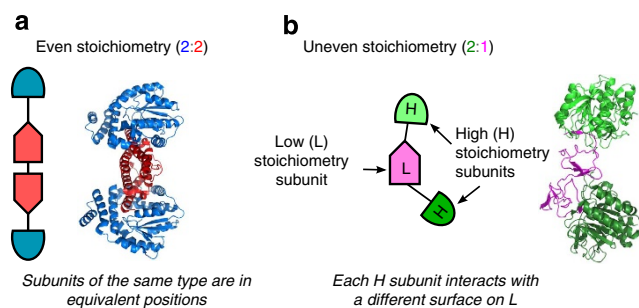 a
Even stoichiometry (2:2)
Subunits of the same type are in
equivalent positions
b
Uneven stoichiometry (2:1)
H
Low (L)
stoichiometry
subunit
L
High (H)
stoichiometry
subunits
H
Each H subunit interacts with
a different surface on L